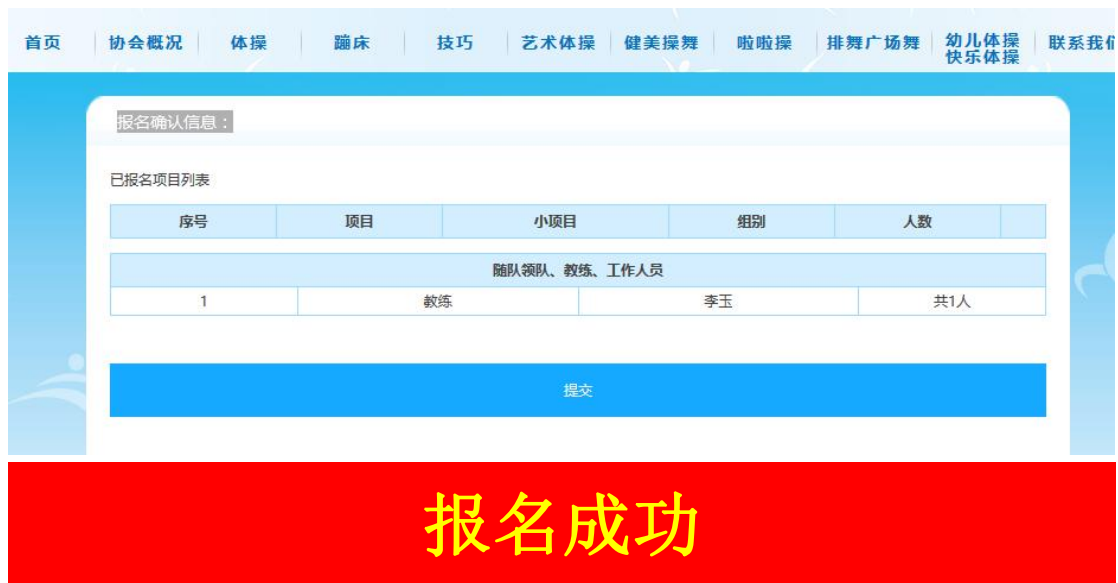 首页 协会概况 体操 蹦床 技巧 艺术体操 健美操舞 啦啦操 排舞广场舞 幼儿体操 快乐体操 联系我们
报名确认信息：
已报名项目列表
序号 项目 小项目 组别 人数
随队领队、教练、工作人员
1 教练 李玉 共1人
提交
报名成功